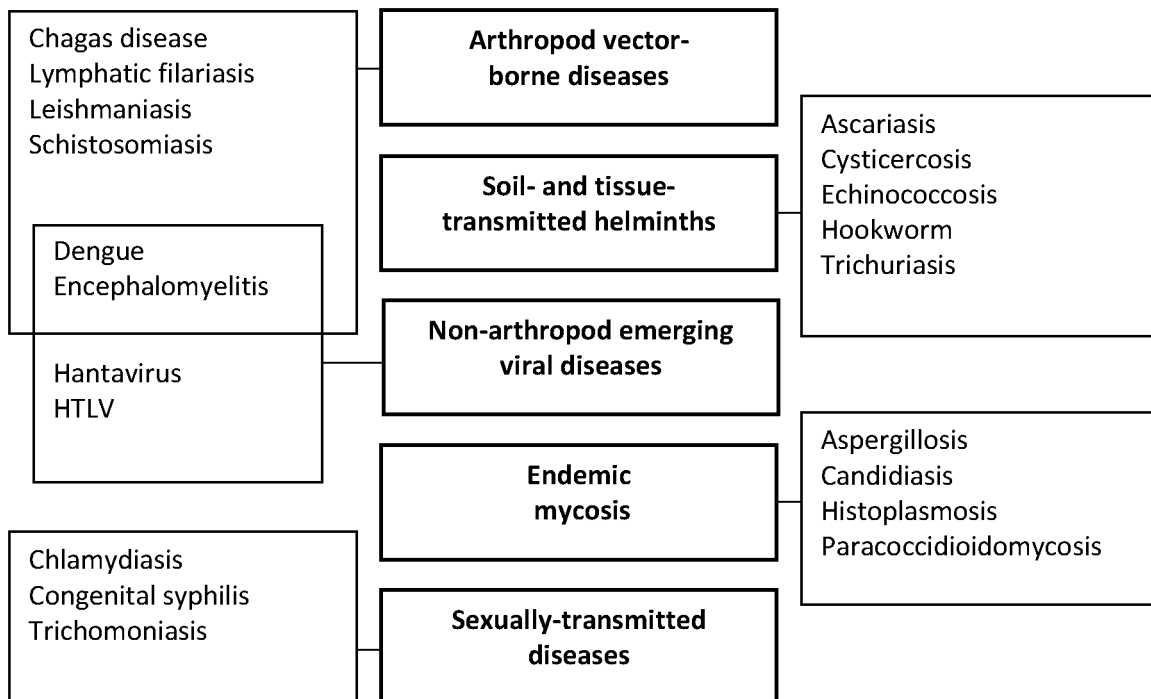 Chagas disease
Lymphatic filariasis
Leishmaniasis
Schistosomiasis
Dengue
Encephalomyelitis
Hantavirus
HTLV
Chlamydiasis
Congenital syphilis
Trichomoniasis
Arthropod vector-
borne diseases
Soil- and tissue-
transmitted helminths
Non-arthropod emerging
viral diseases
Endemic
mycosis
Sexually-transmitted
diseases
Ascariasis
Cysticercosis
Echinococcosis
Hookworm
Trichuriasis
Aspergillosis
Candidiasis
Histoplasmosis
Paracoccidioidomycosis